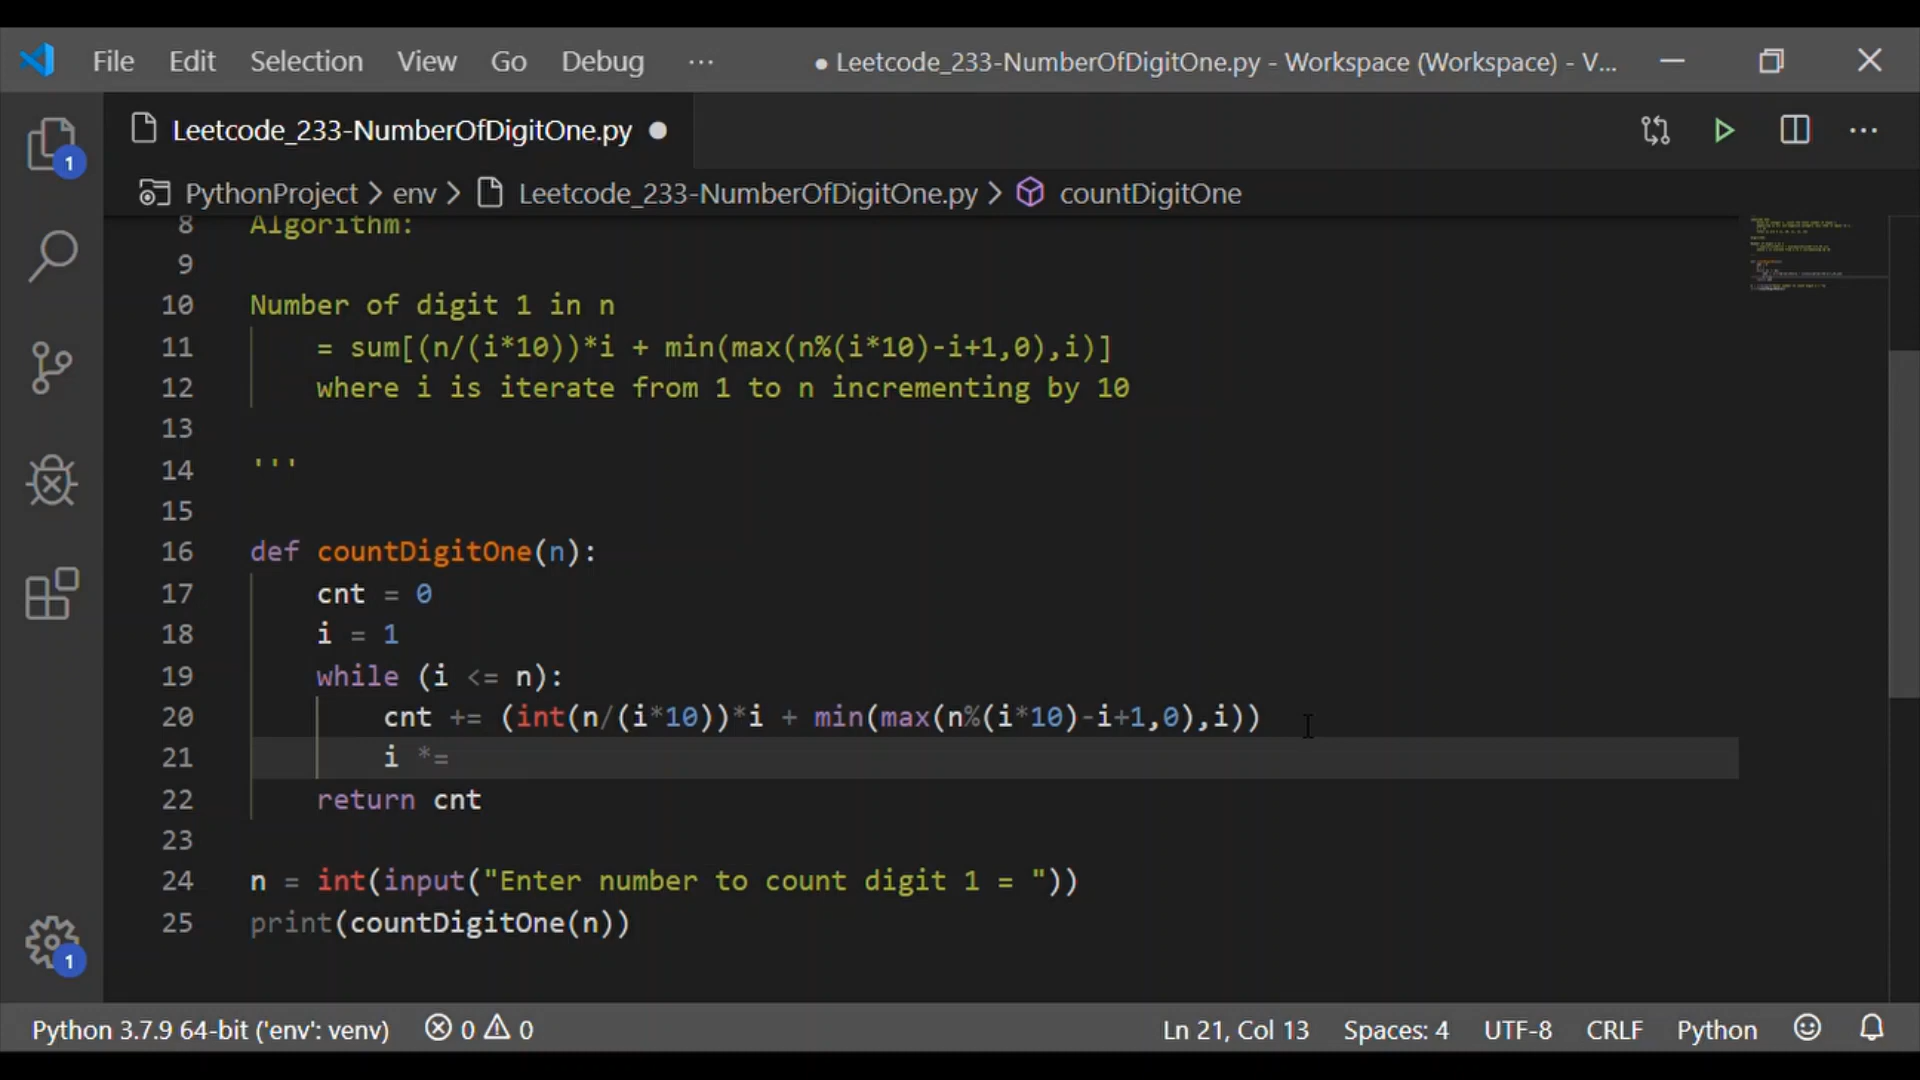 File Edit Selection View Go Debug ··· ● Leetcode_233-NumberOfDigitOne.py - Workspace (Workspace) - V...
Leetcode_233-NumberOfDigitOne.py ●
PythonProject > env > Leetcode_233-NumberOfDigitOne.py > countDigitOne
8 Algorithm:
9
10 Number of digit 1 in n
11 = sum[(n/(i*10))*i + min(max(n%(i*10)-i+1,0),i)]
12 where i is iterate from 1 to n incrementing by 10
13
14 '''
15
16 def countDigitOne(n):
17 cnt = 0
18 i = 1
19 while (i <= n):
20 cnt += (int(n/(i*10))*i + min(max(n%(i*10)-i+1,0),i))
21 i *=
22 return cnt
23
24 n = int(input("Enter number to count digit 1 = "))
25 print(countDigitOne(n))
1
1
Python 3.7.9 64-bit ('env': venv) 0 0 Ln 21, Col 13 Spaces: 4 UTF-8 CRLF Python